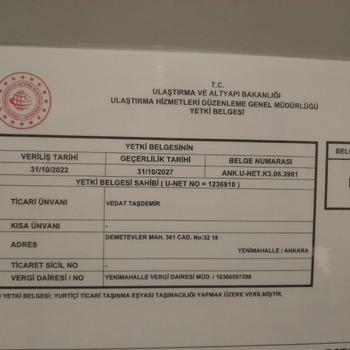 T.C.
ULAŞTIRMA VE ALTYAPI BAKANLIĞI
ULAŞTIRMA HİZMETLERİ DÜZENLEME GENEL MÜDÜRLÜĞÜ
YETKİ BELGESİ
YETKİ BELGESİNİN
VERİLİŞ TARİHİ GEÇERLİLİK TARİHİ BELGE NUMARASI
31/10/2022 31/10/2027 ANK.U-NET.K3.06.3981
YETKİ BELGESİ SAHİBİ ( U-NET NO = 1236910 )
TİCARİ ÜNVANI VEDAT TAŞDEMİR
KISA ÜNVANI -
ADRES DEMETEVLER MAH. 361 CAD. No:32 18
YENİMAHALLE / ANKARA
TİCARET SİCİL NO -
VERGİ DAİRESİ / NO YENİMAHALLE VERGİ DAİRESİ MÜD. / 10366597298
YETKİ BELGESİ; YURTİÇİ TİCARİ TAŞINMA EŞYASI TAŞIMACILIĞI YAPMAK ÜZERE VERİLMİŞTİR.